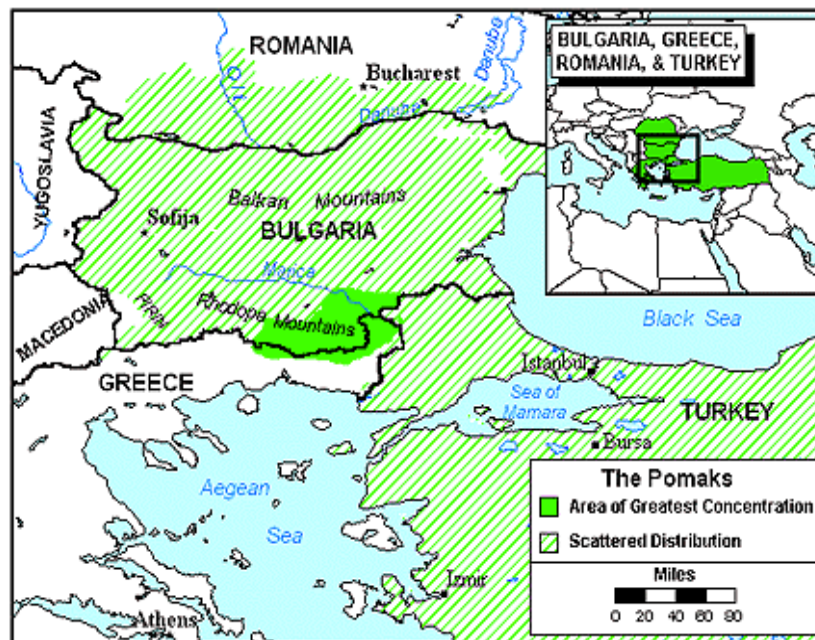 ROMANIA
Bucharest
Olt
Danube
Danube
BULGARIA, GREECE,
ROMANIA, & TURKEY
YUGOSLAVIA
Balkan Mountains
Sofija
BULGARIA
Marica
MACEDONIA
PIRIN
Rhodopa Mountains
Black Sea
GREECE
Istanbul
Sea of
Mamara
TURKEY
Bursa
Aegean
Sea
Izmir
Athens
The Pomaks
Area of Greatest Concentration
Scattered Distribution
Miles
0 20 40 60 80